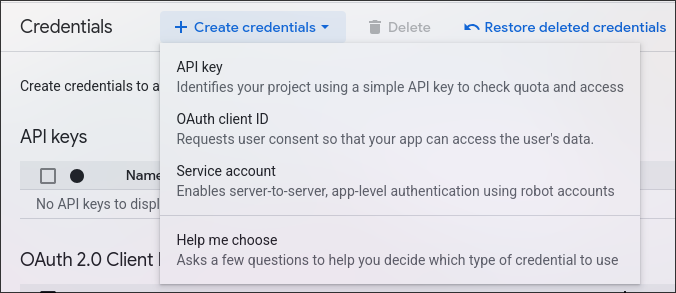 Credentials
+ Create credentials
Delete
Restore deleted credentials
Create credentials to a
API key
Identifies your project using a simple API key to check quota and access
OAuth client ID
Requests user consent so that your app can access the user's data.
Service account
Enables server-to-server, app-level authentication using robot accounts
Help me choose
Asks a few questions to help you decide which type of credential to use
API keys
Name
No API keys to displ
OAuth 2.0 Client